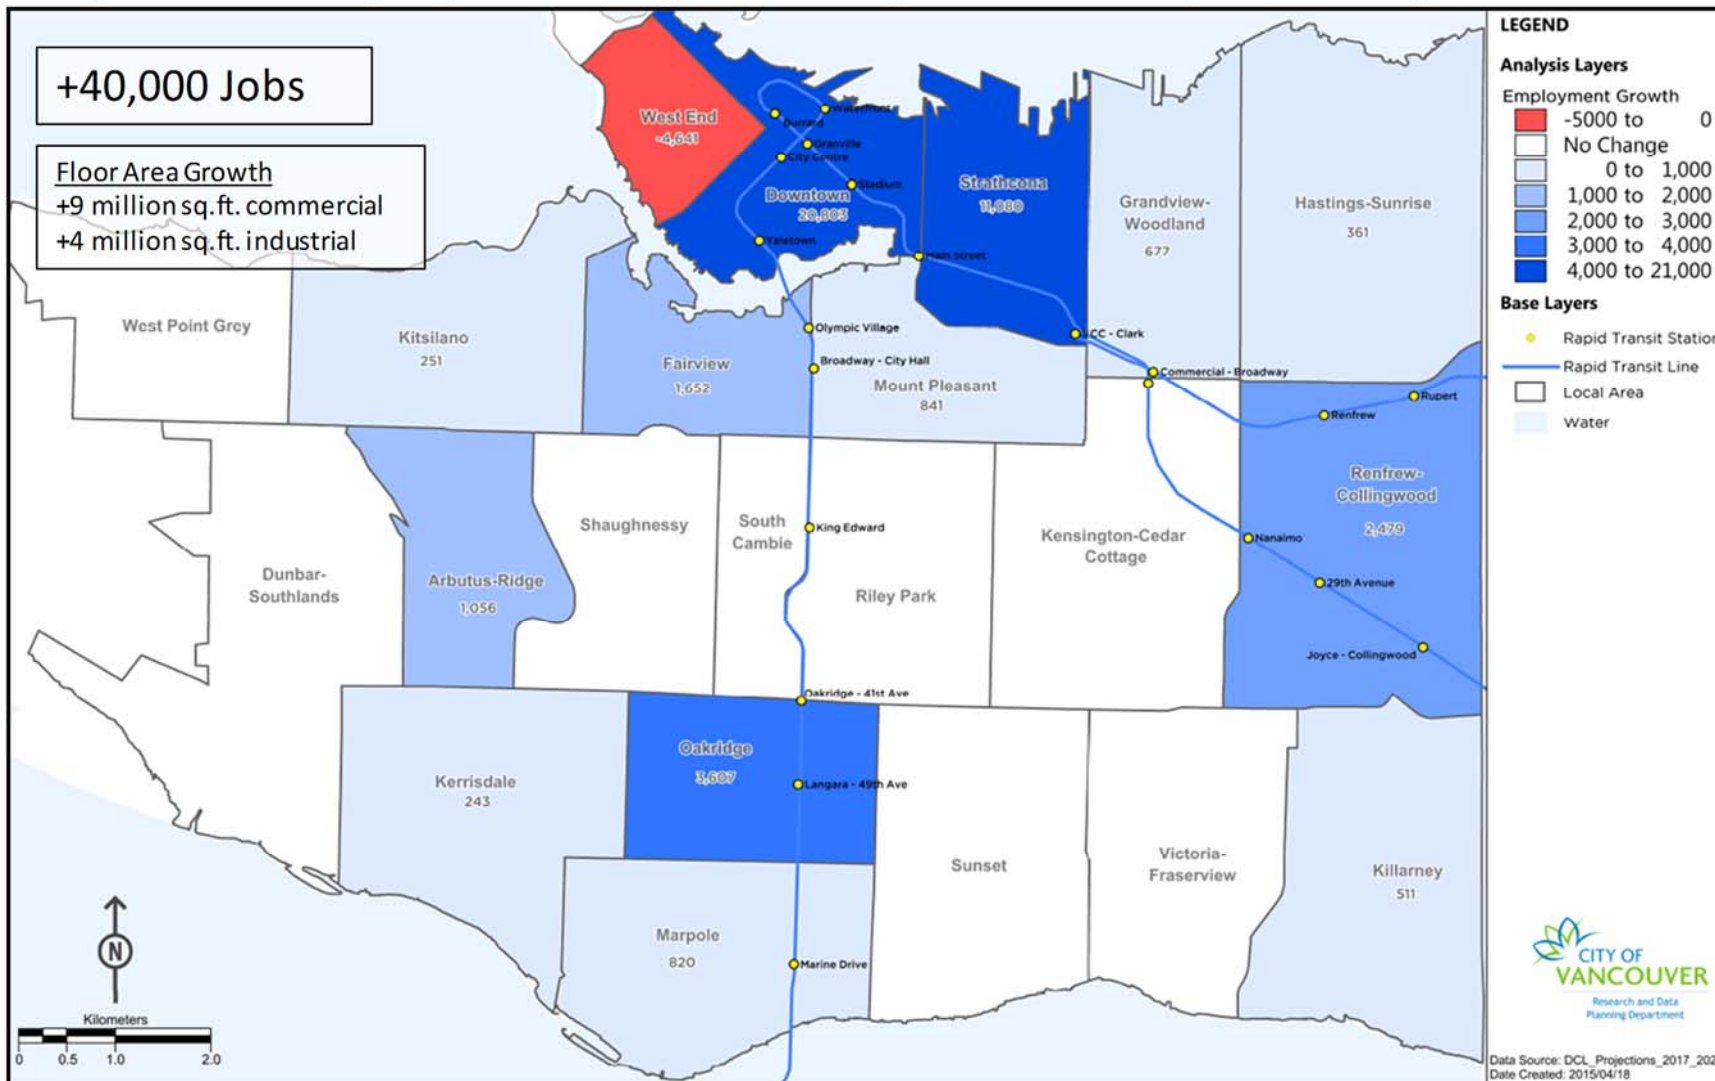 +40,000 Jobs
Floor Area Growth
+9 million sq.ft. commercial
+4 million sq.ft. industrial
West End
-4,641
Waterfront
Burrard
Granville
City Centre
Stadium
Downtown
20,803
Yaletown
Strathcona
11,080
Main Street
Grandview-
Woodland
677
Hastings-Sunrise
361
West Point Grey
Kitsilano
251
Fairview
1,652
Olympic Village
Broadway - City Hall
Mount Pleasant
841
VCC - Clark
Commercial - Broadway
Renfrew
Rupert
Renfrew-
Collingwood
2,479
Dunbar-
Southlands
Arbutus-Ridge
1,056
Shaughnessy
South
Cambie
King Edward
Riley Park
Kensington-Cedar
Cottage
Nanaimo
29th Avenue
Joyce - Collingwood
Oakridge - 41st Ave
Kerrisdale
243
Oakridge
3,607
Langara - 49th Ave
Marpole
820
Marine Drive
Sunset
Victoria-
Fraserview
Killarney
511
N
Kilometers
0 0.5 1.0 2.0
LEGEND
Analysis Layers
Employment Growth
-5000 to 0
No Change
0 to 1,000
1,000 to 2,000
2,000 to 3,000
3,000 to 4,000
4,000 to 21,000
Base Layers
Rapid Transit Station
Rapid Transit Line
Local Area
Water
CITY OF
VANCOUVER
Research and Data
Planning Department
Data Source: DCL_Projections_2017_202
Date Created: 2015/04/18